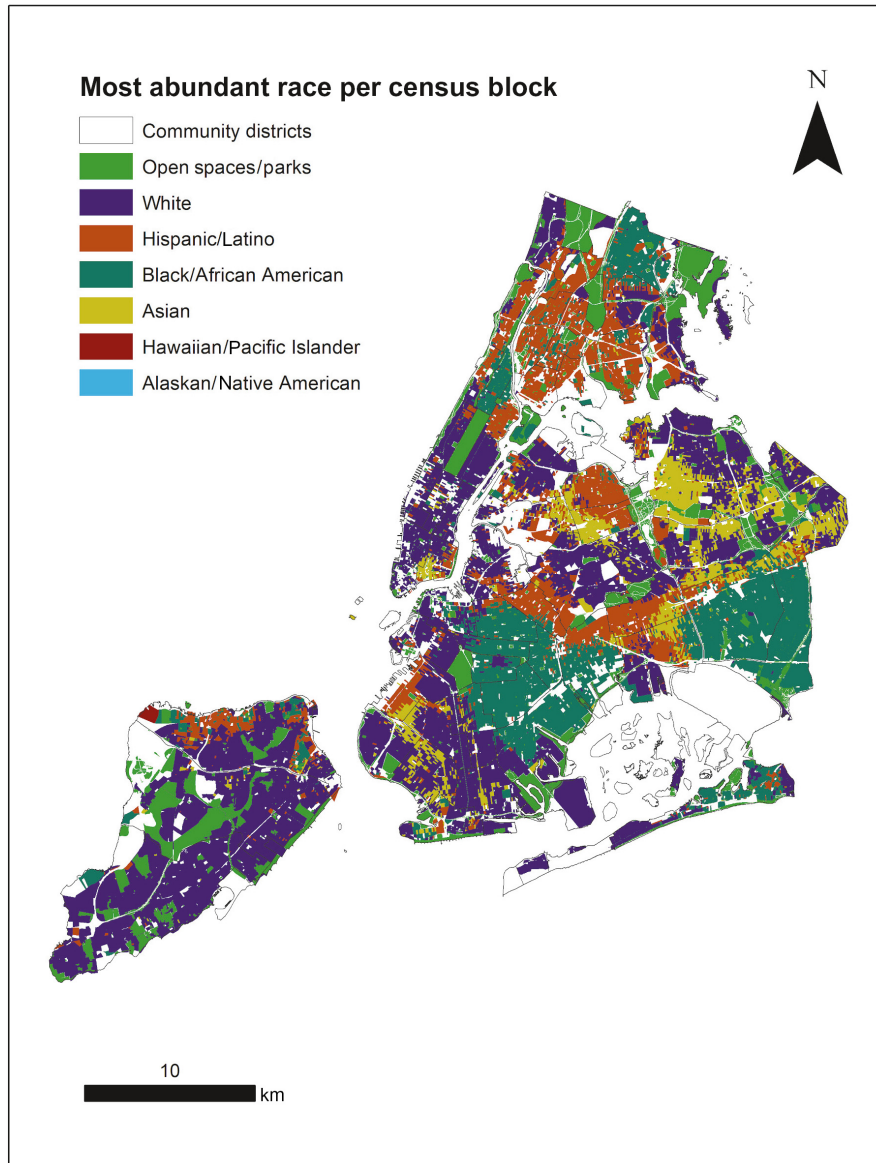 Most abundant race per census block
N
Community districts
Open spaces/parks
White
Hispanic/Latino
Black/African American
Asian
Hawaiian/Pacific Islander
Alaskan/Native American
10
km